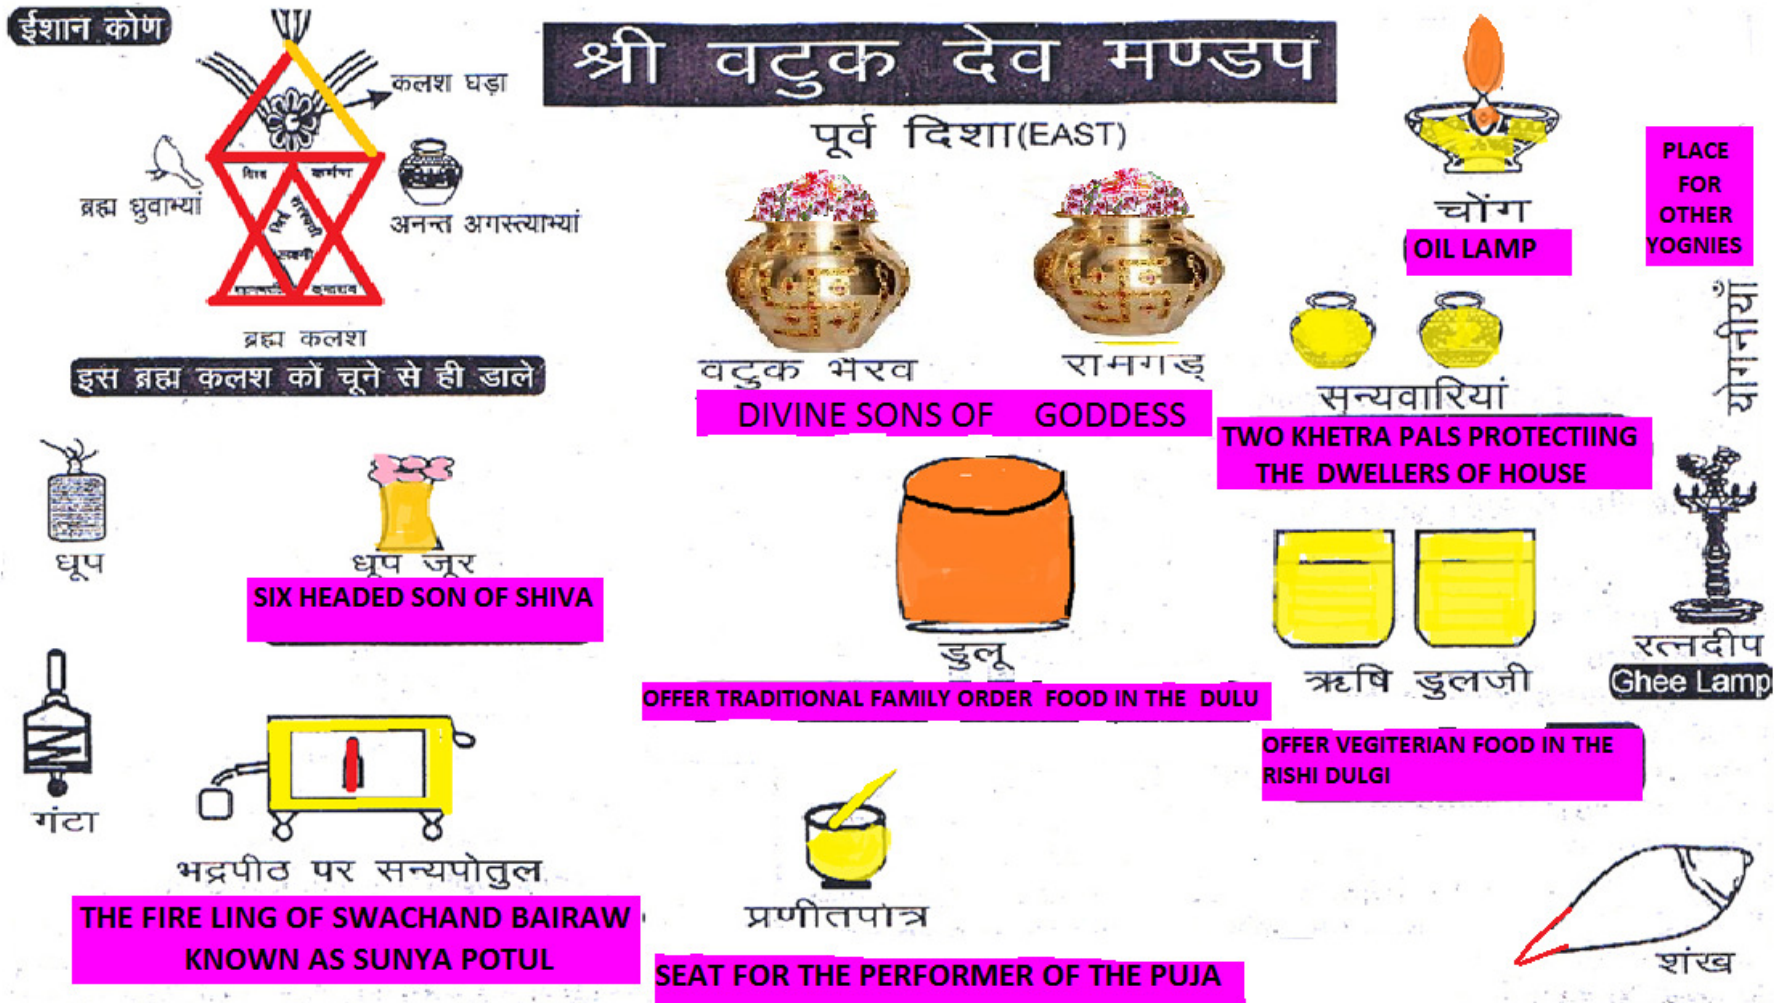 ईशान कोण
श्री वटुक देव मण्डप
पूर्व दिशा(EAST)
कलश घड़ा
ब्रह्म ध्रुवाभ्यां
अनन्त अगस्त्याभ्यां
ब्रह्म कलश
इस ब्रह्म कलश कों चूने से ही डाले
वटुक भैरव
रामगड्
DIVINE SONS OF GODDESS
चोंग
OIL LAMP
PLACE
FOR
OTHER
YOGNIES
योगनीयाँ
सन्यवारियां
TWO KHETRA PALS PROTECTIING
THE DWELLERS OF HOUSE
धूप
धूप जूर
SIX HEADED SON OF SHIVA
डुलू
OFFER TRADITIONAL FAMILY ORDER FOOD IN THE DULU
ऋषि डुलजी
OFFER VEGITERIAN FOOD IN THE
RISHI DULGI
रत्नदीप
Ghee Lamp
गंटा
भद्रपीठ पर सन्यपोतुल
THE FIRE LING OF SWACHAND BAIRAW
KNOWN AS SUNYA POTUL
प्रणीतपात्र
SEAT FOR THE PERFORMER OF THE PUJA
शंख